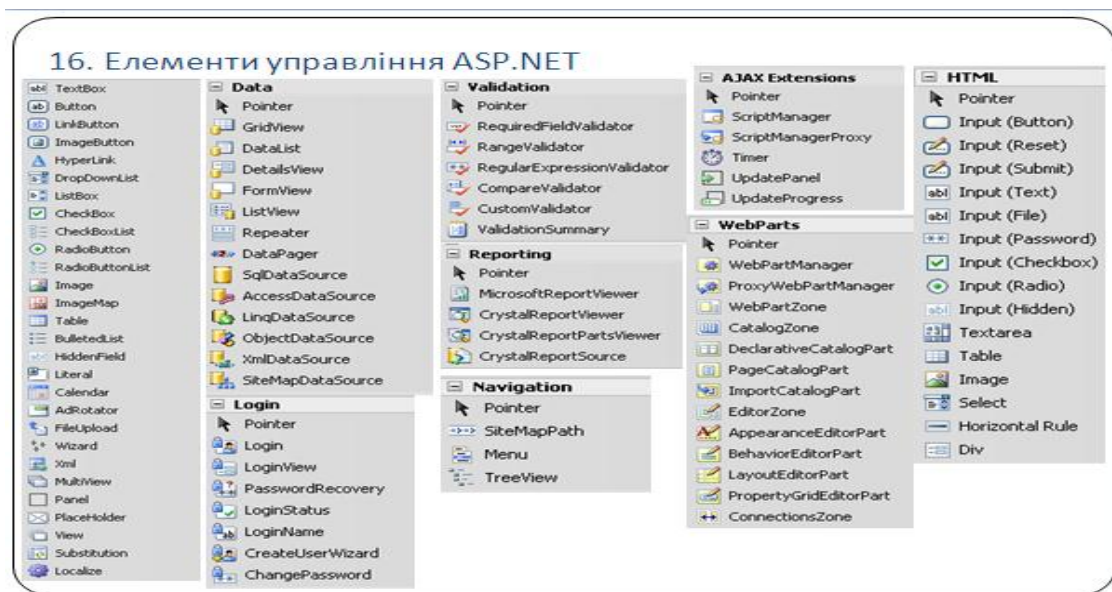 16. Елементи управління ASP.NET
TextBox
Button
LinkButton
ImageButton
HyperLink
DropDownList
ListBox
CheckBox
CheckBoxList
RadioButton
RadioButtonList
Image
ImageMap
Table
BulletedList
HiddenField
Literal
Calendar
AdRotator
FileUpload
Wizard
Xml
MultiView
Panel
PlaceHolder
View
Substitution
Localize
Data
Pointer
GridView
DataList
DetailsView
FormView
ListView
Repeater
DataPager
SqlDataSource
AccessDataSource
LinqDataSource
ObjectDataSource
XmlDataSource
SiteMapDataSource
Login
Pointer
Login
LoginView
PasswordRecovery
LoginStatus
LoginName
CreateUserWizard
ChangePassword
Validation
Pointer
RequiredFieldValidator
RangeValidator
RegularExpressionValidator
CompareValidator
CustomValidator
ValidationSummary
Reporting
Pointer
MicrosoftReportViewer
CrystalReportViewer
CrystalReportPartsViewer
CrystalReportSource
Navigation
Pointer
SiteMapPath
Menu
TreeView
AJAX Extensions
Pointer
ScriptManager
ScriptManagerProxy
Timer
UpdatePanel
UpdateProgress
WebParts
Pointer
WebPartManager
ProxyWebPartManager
WebPartZone
CatalogZone
DeclarativeCatalogPart
PageCatalogPart
ImportCatalogPart
EditorZone
AppearanceEditorPart
BehaviorEditorPart
LayoutEditorPart
PropertyGridEditorPart
ConnectionsZone
HTML
Pointer
Input (Button)
Input (Reset)
Input (Submit)
Input (Text)
Input (File)
Input (Password)
Input (Checkbox)
Input (Radio)
Input (Hidden)
Textarea
Table
Image
Select
Horizontal Rule
Div